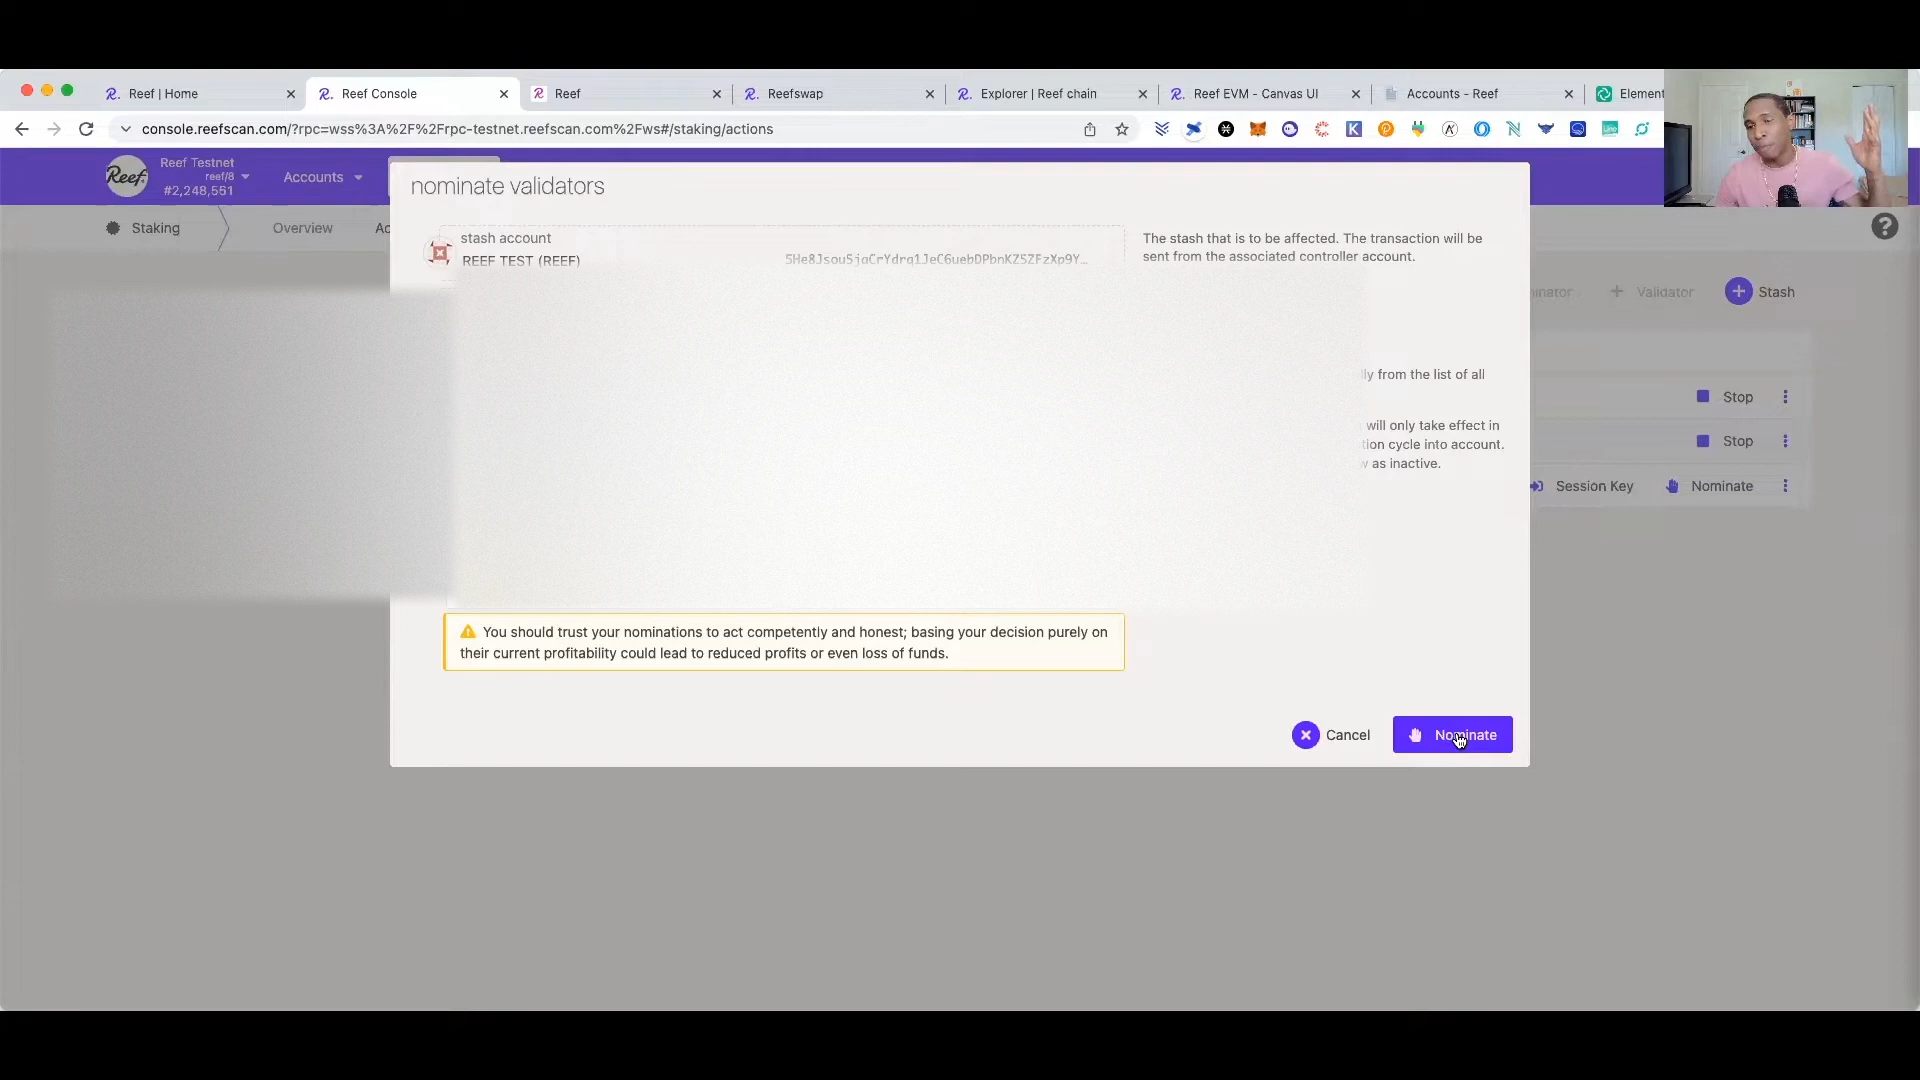 Reef | Home
Reef Console
Reef
Reefswap
Explorer | Reef chain
Reef EVM - Canvas UI
Accounts - Reef
Element
console.reefscan.com/?rpc=wss%3A%2F%2Frpc-testnet.reefscan.com%2Fws#/staking/actions
Reef
Reef Testnet
reef/8
#2,248,551
Accounts
nominate validators
Staking
Overview
Ac
stash account
REEF TEST (REEF)
The stash that is to be affected. The transaction will be
sent from the associated controller account.
?
Validator
Stash
lly from the list of all
will only take effect in
tion cycle into account.
w as inactive.
Stop
Stop
Session Key
Nominate
You should trust your nominations to act competently and honest; basing your decision purely on
their current profitability could lead to reduced profits or even loss of funds.
Cancel
Nominate